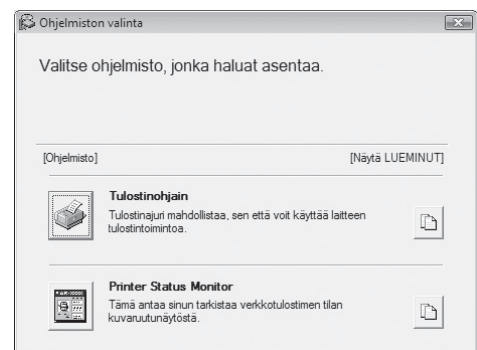 Ohjelmiston valinta
Valitse ohjelmisto, jonka haluat asentaa.
[Ohjelmisto] [Näytä LUEMINUT]
Tulostinohjain
Tulostinajuri mahdollistaa, sen että voit käyttää laitteen
tulostintoimintoa.
Printer Status Monitor
Tämä antaa sinun tarkistaa verkkotulostimen tilan
kuvaruutunäytöstä.